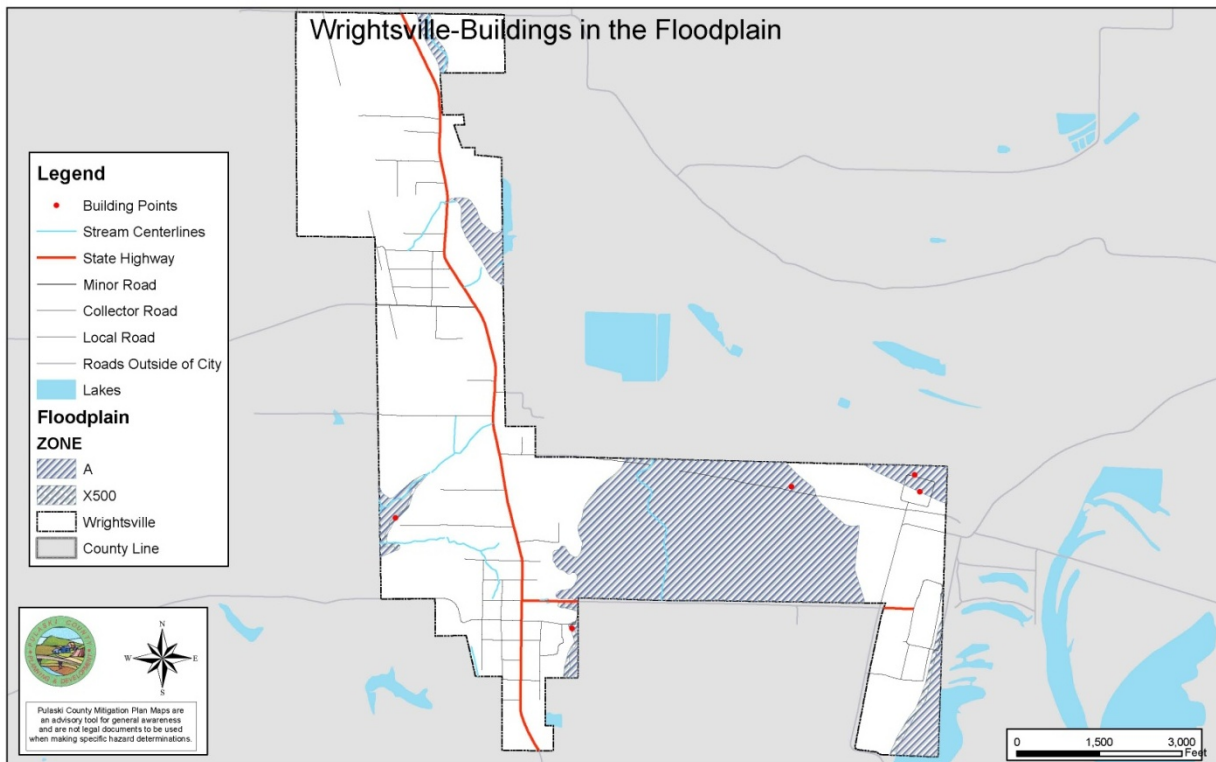 Wrightsville-Buildings in the Floodplain
Legend
Building Points
Stream Centerlines
State Highway
Minor Road
Collector Road
Local Road
Roads Outside of City
Lakes
Floodplain
ZONE
A
X500
Wrightsville
County Line
N
W
E
S
Pulaski County Mitigation Plan Maps are
an advisory tool for general awareness
and are not legal documents to be used
when making specific hazard determinations.
0 1,500 3,000
Feet